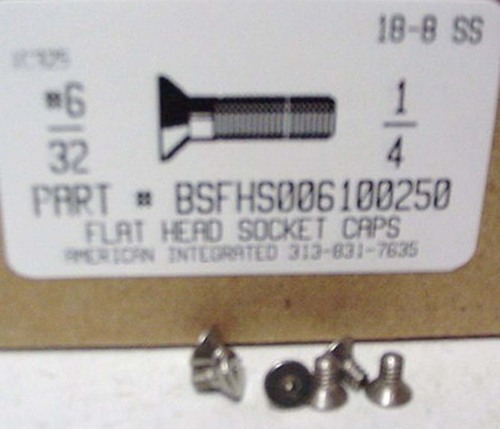 18-8 SS
#6
32
1
4
PART # BSFHS006100250
FLAT HEAD SOCKET CAPS
AMERICAN INTEGRATED 313-831-7635